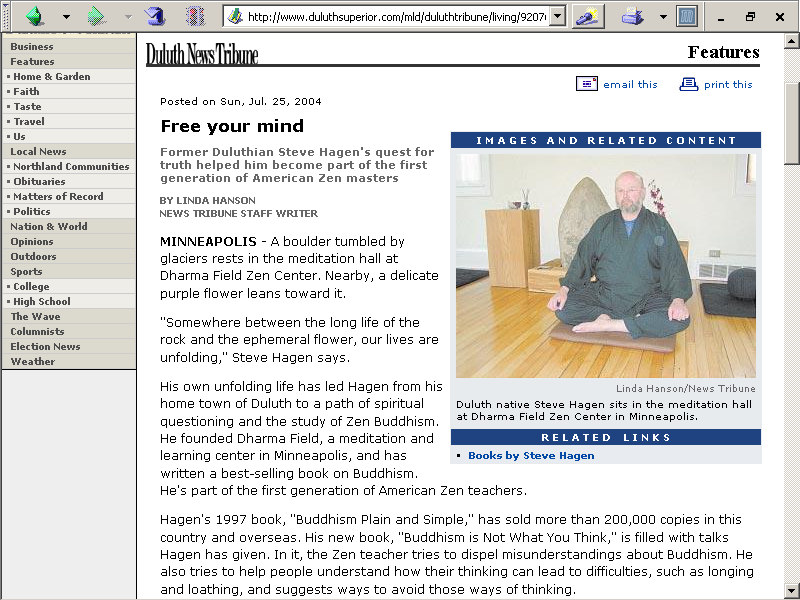 http://www.duluthsuperior.com/mld/duluthtribune/living/9207
Business
Features
Home & Garden
Faith
Taste
Travel
Us
Local News
Northland Communities
Obituaries
Matters of Record
Politics
Nation & World
Opinions
Outdoors
Sports
College
High School
The Wave
Columnists
Election News
Weather
Duluth News Tribune
Features
email this
print this
Posted on Sun, Jul. 25, 2004
Free your mind
Former Duluthian Steve Hagen's quest for
truth helped him become part of the first
generation of American Zen masters
BY LINDA HANSON
NEWS TRIBUNE STAFF WRITER
MINNEAPOLIS - A boulder tumbled by
glaciers rests in the meditation hall at
Dharma Field Zen Center. Nearby, a delicate
purple flower leans toward it.
"Somewhere between the long life of the
rock and the ephemeral flower, our lives are
unfolding," Steve Hagen says.
His own unfolding life has led Hagen from his
home town of Duluth to a path of spiritual
questioning and the study of Zen Buddhism.
He founded Dharma Field, a meditation and
learning center in Minneapolis, and has
written a best-selling book on Buddhism.
He's part of the first generation of American Zen teachers.
IMAGES AND RELATED CONTENT
Linda Hanson/News Tribune
Duluth native Steve Hagen sits in the meditation hall
at Dharma Field Zen Center in Minneapolis.
RELATED LINKS
Books by Steve Hagen
Hagen's 1997 book, "Buddhism Plain and Simple," has sold more than 200,000 copies in this
country and overseas. His new book, "Buddhism is Not What You Think," is filled with talks
Hagen has given. In it, the Zen teacher tries to dispel misunderstandings about Buddhism. He
also tries to help people understand how their thinking can lead to difficulties, such as longing
and loathing, and suggests ways to avoid those ways of thinking.